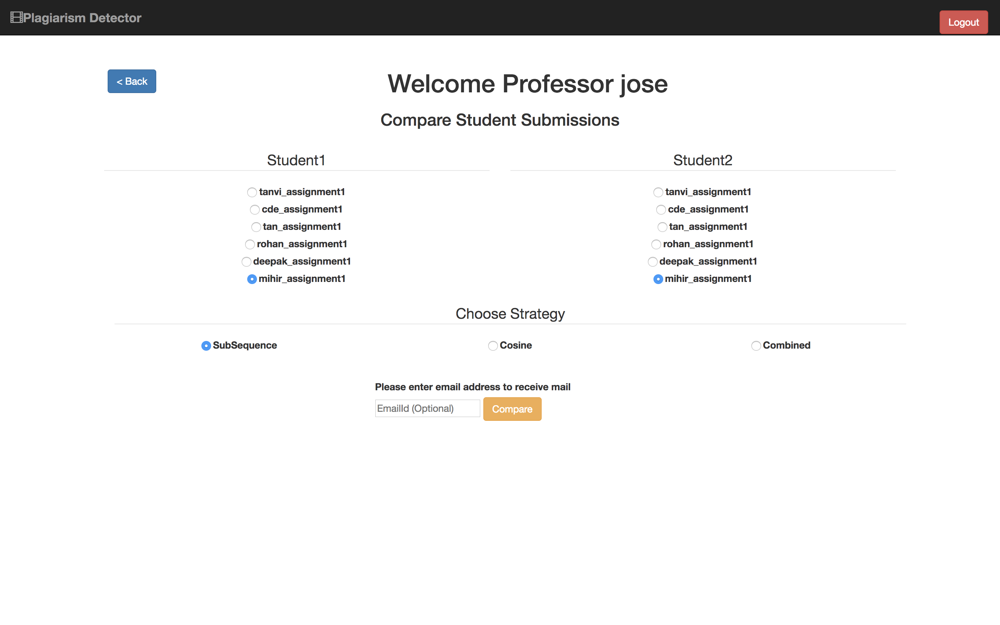 Plagiarism Detector
Logout
< Back
Welcome Professor jose
Compare Student Submissions
Student1
tanvi_assignment1
cde_assignment1
tan_assignment1
rohan_assignment1
deepak_assignment1
mihir_assignment1
Student2
tanvi_assignment1
cde_assignment1
tan_assignment1
rohan_assignment1
deepak_assignment1
mihir_assignment1
Choose Strategy
SubSequence
Cosine
Combined
Please enter email address to receive mail
EmailId (Optional)
Compare